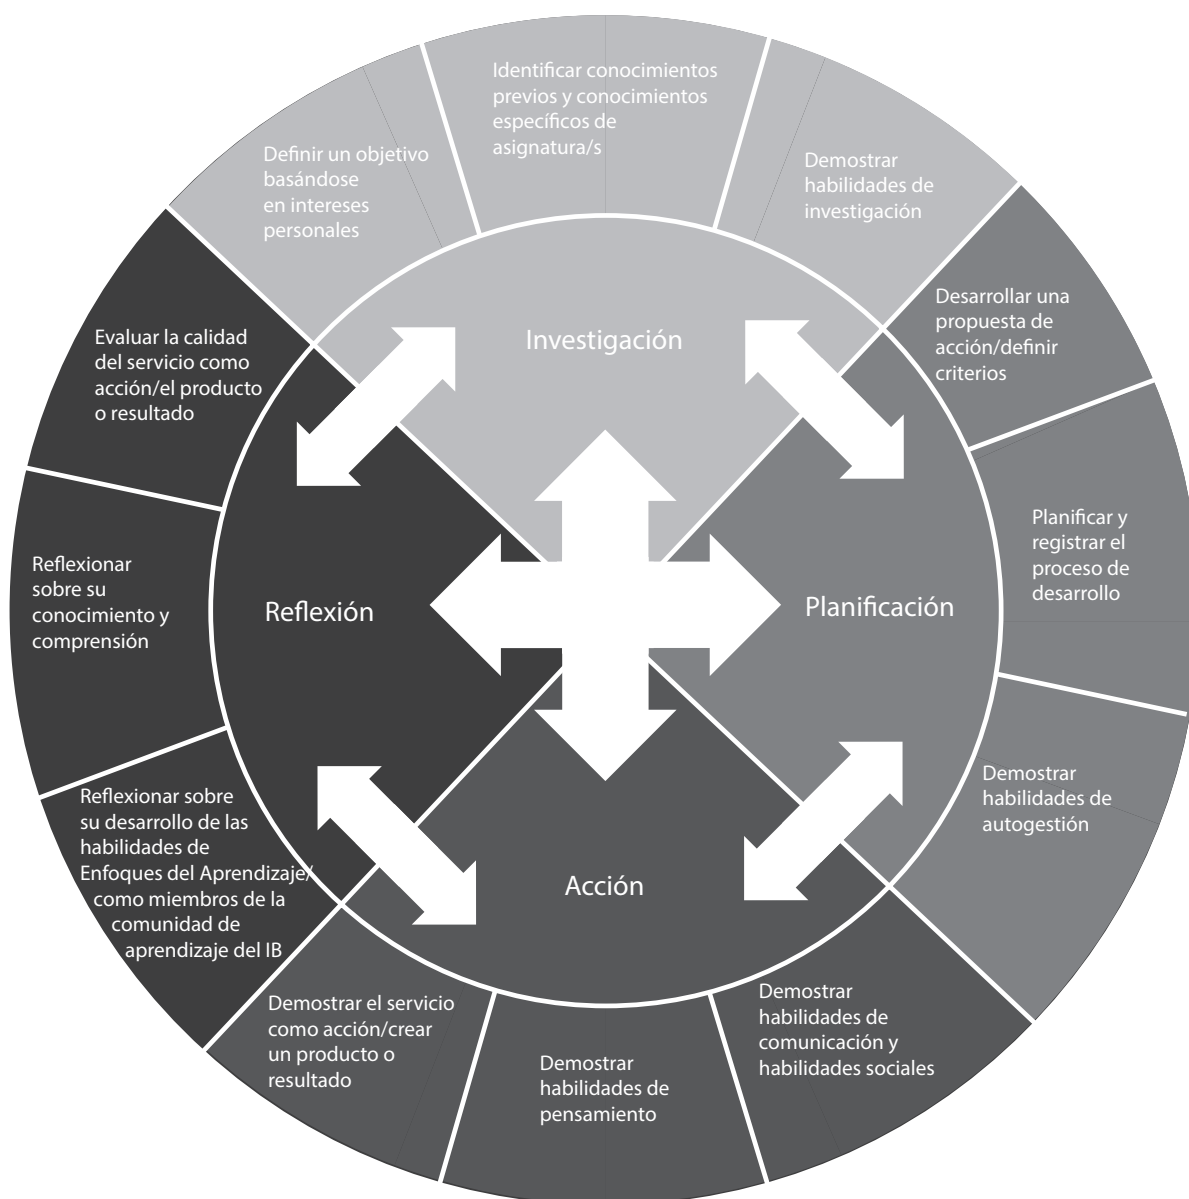 Identificar conocimientos
previos y conocimientos
específicos de
asignatura/s
Definir un objetivo
basándose
en intereses
personales
Demostrar
habilidades de
investigación
Desarrollar una
propuesta de
acción/definir
criterios
Evaluar la calidad
del servicio como
acción/el producto
o resultado
Investigación
Planificar y
registrar el
proceso de
desarrollo
Reflexionar
sobre su
conocimiento y
comprensión
Reflexión
Planificación
Demostrar
habilidades de
autogestión
Reflexionar sobre
su desarrollo de las
habilidades de
Enfoques del Aprendizaje/
como miembros de la
comunidad de
aprendizaje del IB
Acción
Demostrar el servicio
como acción/crear
un producto o
resultado
Demostrar
habilidades de
pensamiento
Demostrar
habilidades de
comunicación y
habilidades sociales